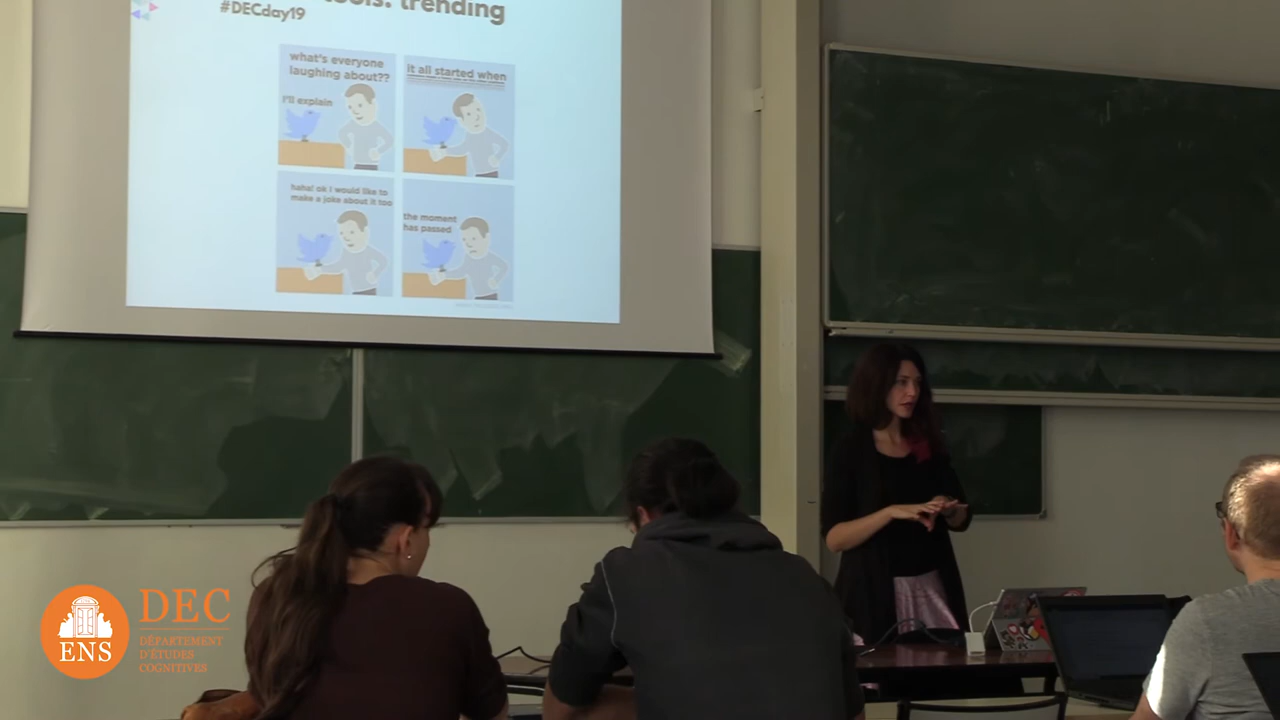 tools: trending
#DECday19
what's everyone
laughing about??
I'll explain
it all started when
haha! ok I would like to
make a joke about it too
the moment
has passed
DEC
DÉPARTEMENT
D'ÉTUDES
COGNITIVES
ENS